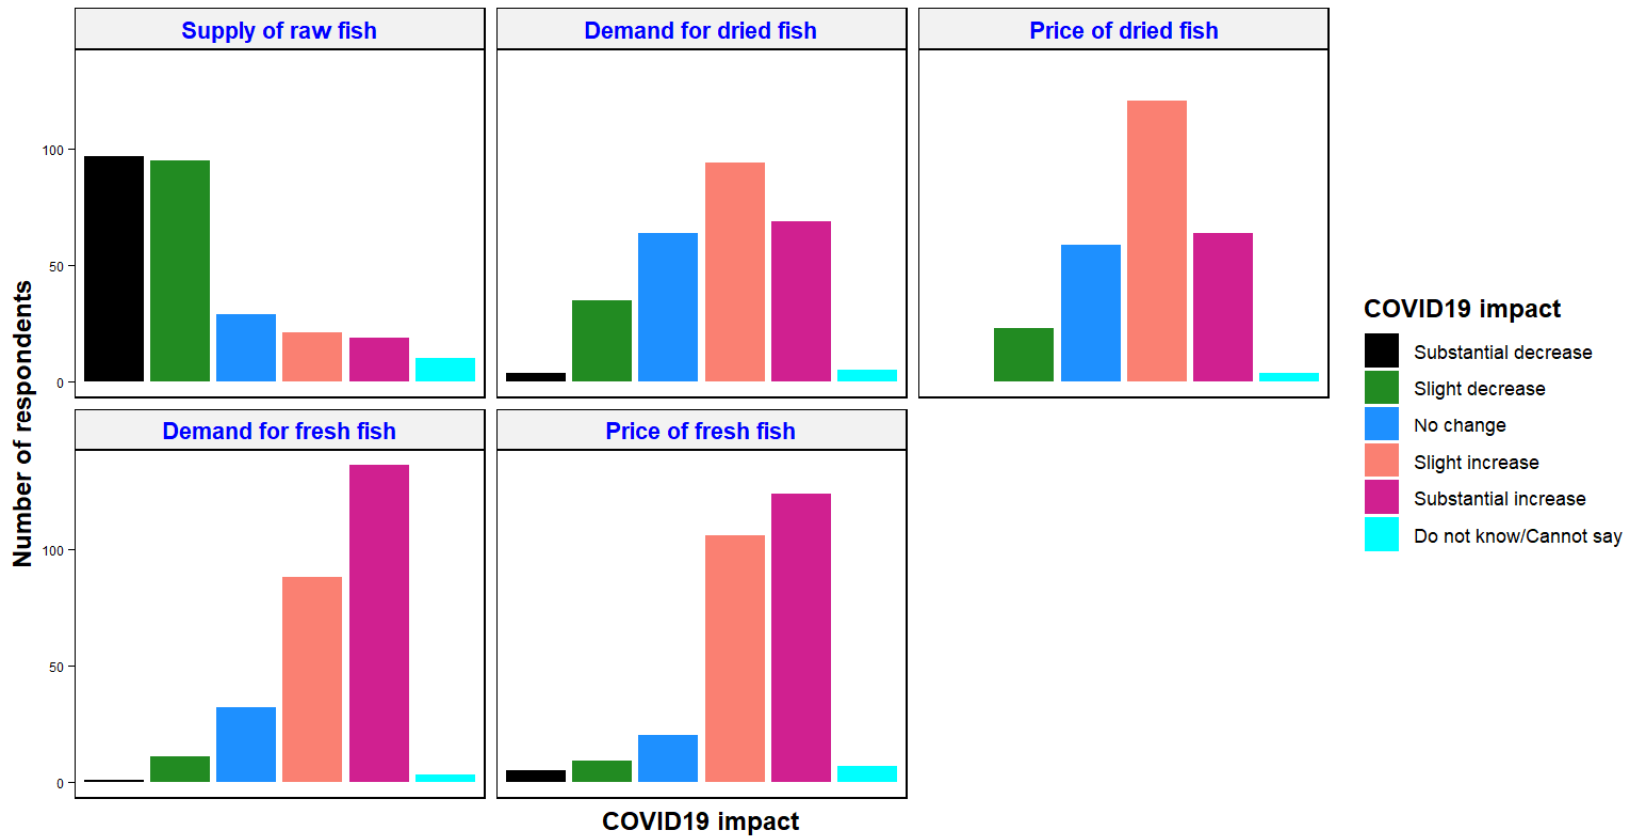 Supply of raw fish
Demand for dried fish
Price of dried fish
100
50
0
Demand for fresh fish
Price of fresh fish
100
50
0
Number of respondents
COVID19 impact
COVID19 impact
Substantial decrease
Slight decrease
No change
Slight increase
Substantial increase
Do not know/Cannot say